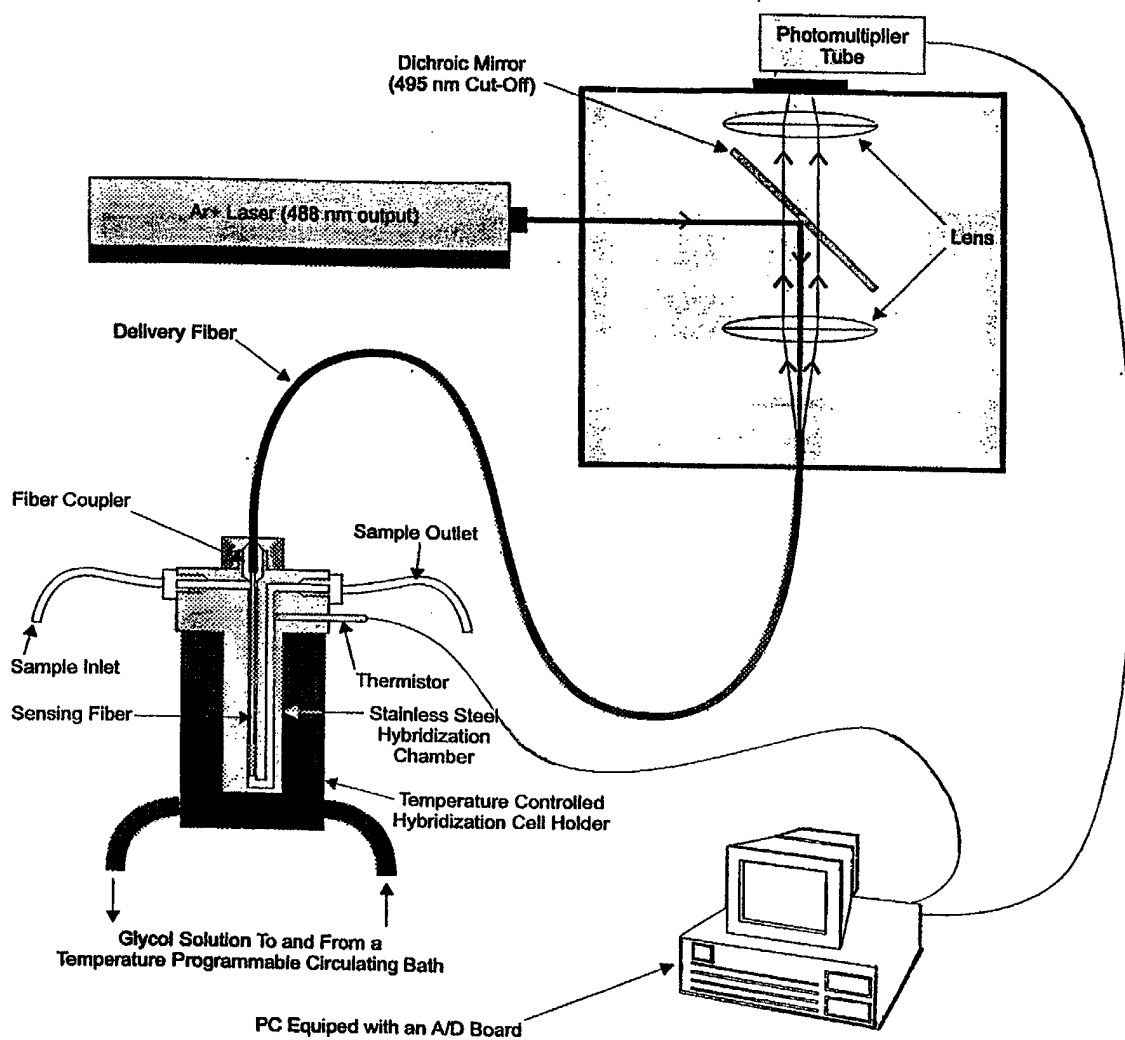 Photomultiplier
Tube
Dichroic Mirror
(495 nm Cut-Off)
Ar+ Laser (488 nm output)
Lens
Delivery Fiber
Fiber Coupler
Sample Outlet
Sample Inlet
Thermistor
Sensing Fiber
Stainless Steel
Hybridization
Chamber
Temperature Controlled
Hybridization Cell Holder
Glycol Solution To and From a
Temperature Programmable Circulating Bath
PC Equiped with an A/D Board